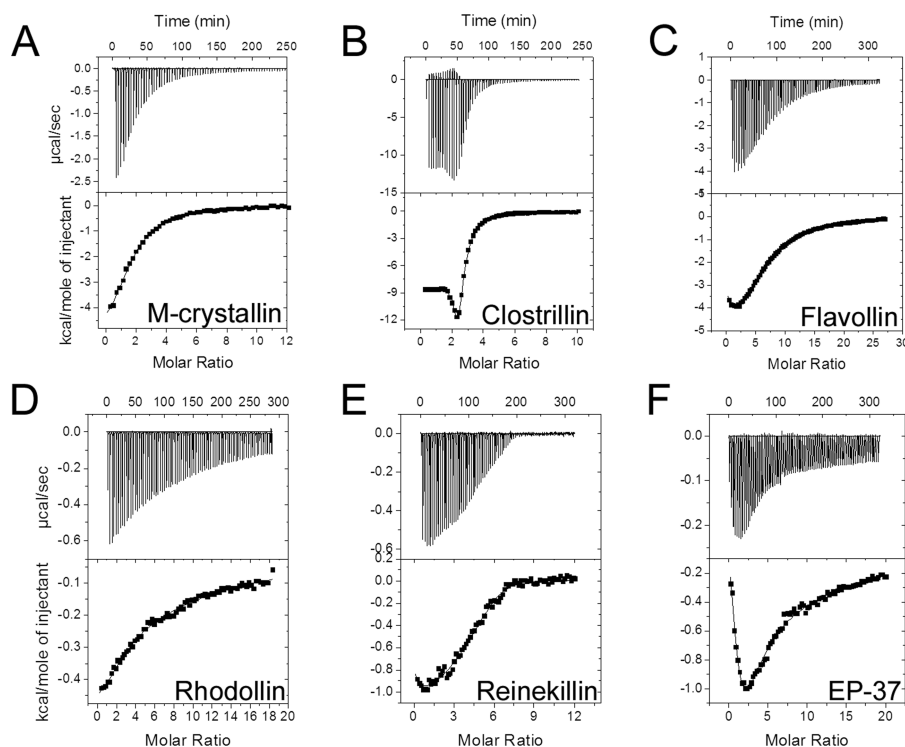 Time (min) Time (min) Time (min)
A B C
0 50 100 150 200 250 0 50 100 150 200 250 0 100 200 300
µcal/sec
0.0 -0.5 -1.0 -1.5 -2.0 -2.5
0 -5 -10 -15
1 0 -1 -2 -3 -4 -5
kcal/mole of injectant
0 -1 -2 -3 -4
0 -3 -6 -9 -12
0 -1 -2 -3 -4 -5
M-crystallin Clostrillin Flavollin
0 2 4 6 8 10 12 0 2 4 6 8 10 0 5 10 15 20 25 30
Molar Ratio Molar Ratio Molar Ratio
D E F
0 50 100 150 200 250 300 0 100 200 300 0 100 200 300
µcal/sec
0.0 -0.2 -0.4 -0.6
0.0 -0.2 -0.4 -0.6
0.0 -0.1 -0.2
kcal/mole of injectant
-0.1 -0.2 -0.3 -0.4
0.2 0.0 -0.2 -0.4 -0.6 -0.8 -1.0
-0.2 -0.4 -0.6 -0.8 -1.0
Rhodollin Reinekillin EP-37
0 2 4 6 8 10 12 14 16 18 20 0 3 6 9 12 0 5 10 15 20
Molar Ratio Molar Ratio Molar Ratio